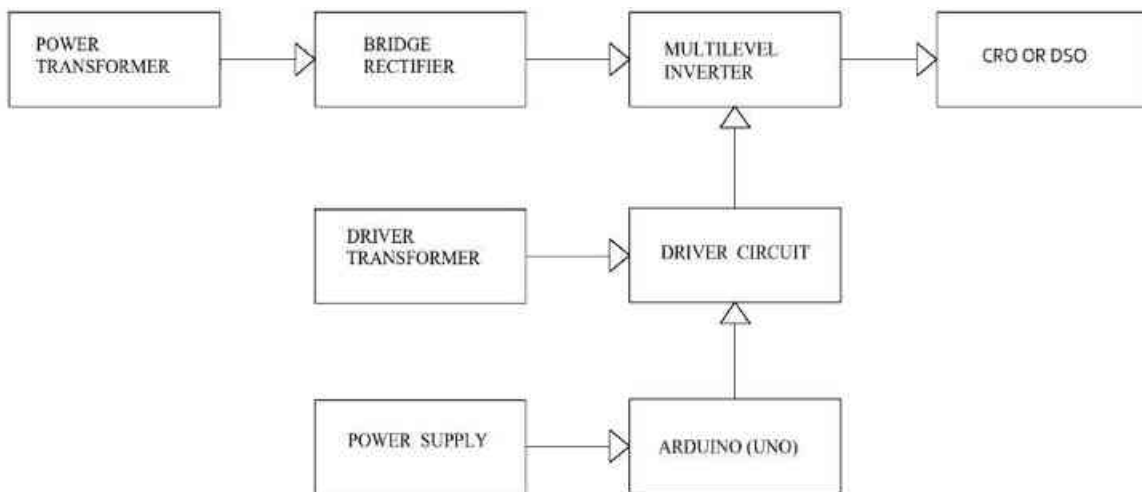 POWER
TRANSFORMER
BRIDGE
RECTIFIER
MULTILEVEL
INVERTER
CRO OR DSO
DRIVER
TRANSFORMER
DRIVER CIRCUIT
POWER SUPPLY
ARDUINO (UNO)